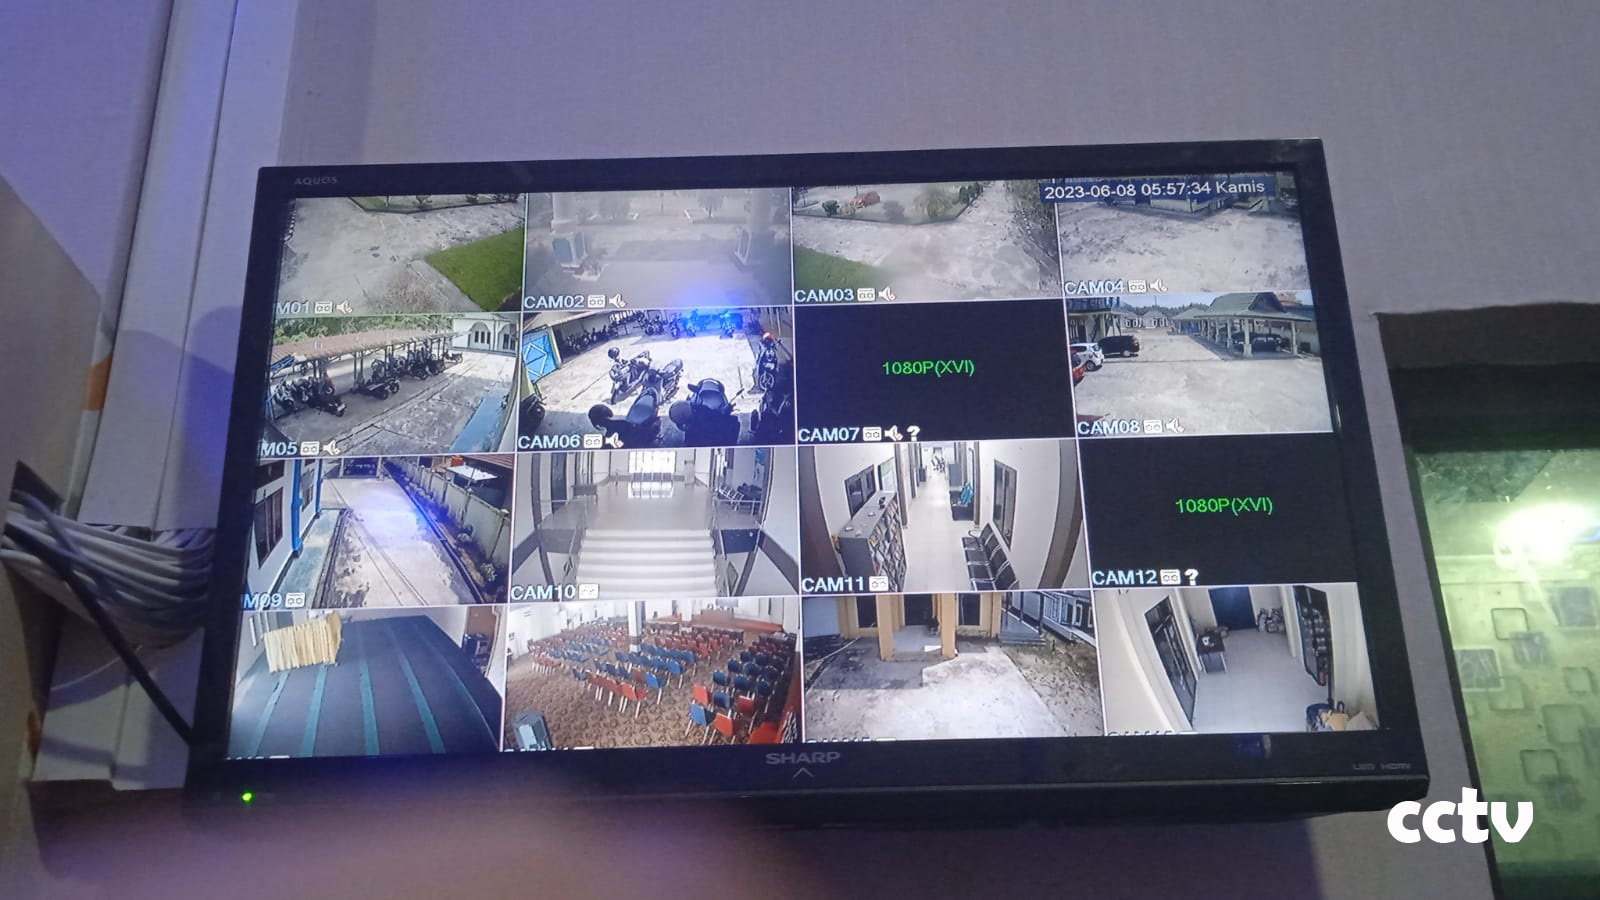 AQUOS
2023-06-08 05:57:34 Kamis
M01
CAM02
CAM03
CAM04
M05
CAM06
1080P(XVI)
CAM07 ?
CAM08
M09
CAM10
CAM11
1080P(XVI)
CAM12 ?
SHARP
LED HDMI
cctv